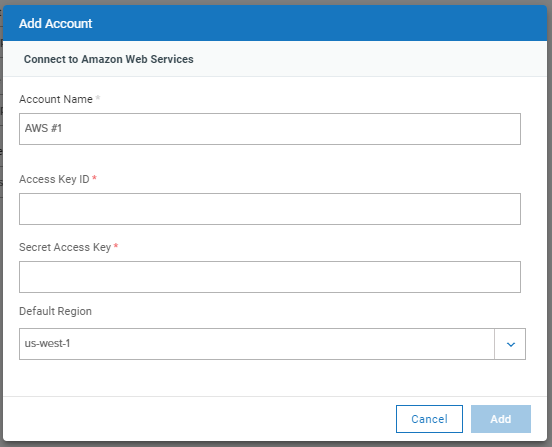 Add Account
Connect to Amazon Web Services
Account Name *
AWS #1
Access Key ID *
Secret Access Key *
Default Region
us-west-1
Cancel
Add